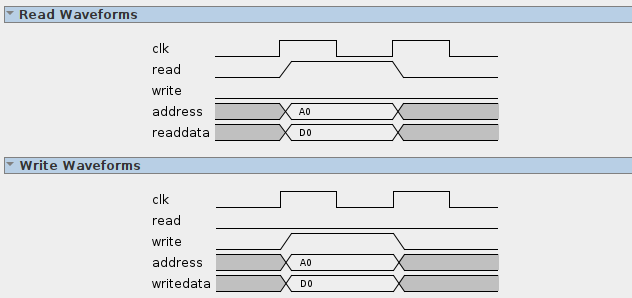 Read Waveforms
clk
read
write
address A0
readdata D0
Write Waveforms
clk
read
write
address A0
writedata D0